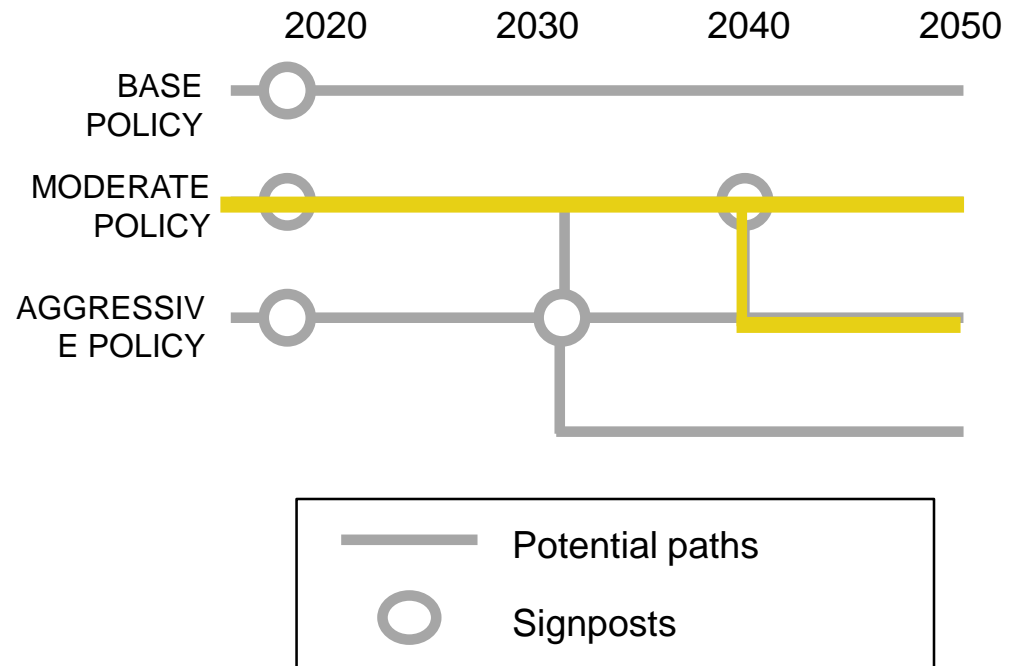 2020 2030 2040 2050
BASE
POLICY
MODERATE
POLICY
AGGRESSIV
E POLICY
Potential paths
Signposts